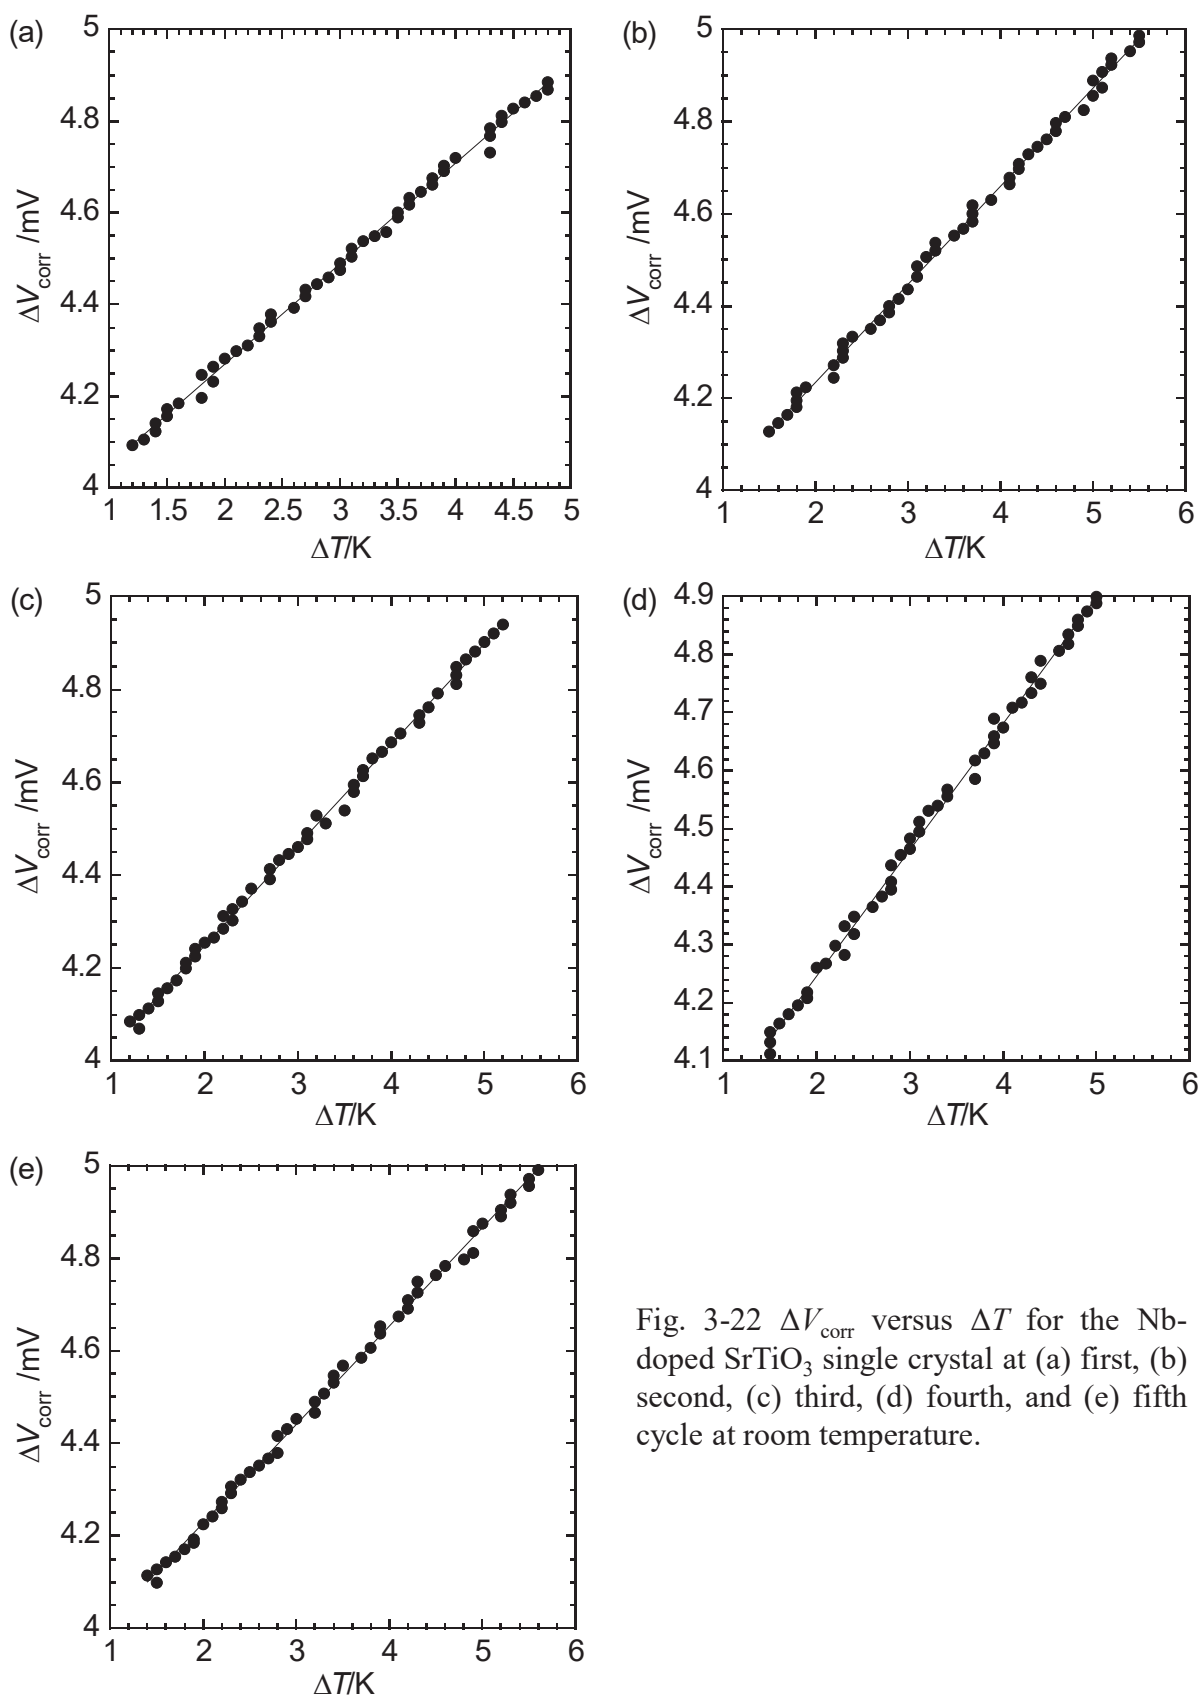 (a)
5
4.8
4.6
4.4
4.2
4
ΔV_corr /mV
1 1.5 2 2.5 3 3.5 4 4.5 5
ΔT/K
(b)
5
4.8
4.6
4.4
4.2
4
ΔV_corr /mV
1 2 3 4 5 6
ΔT/K
(c)
5
4.8
4.6
4.4
4.2
4
ΔV_corr /mV
1 2 3 4 5 6
ΔT/K
(d)
4.9
4.8
4.7
4.6
4.5
4.4
4.3
4.2
4.1
ΔV_corr /mV
1 2 3 4 5 6
ΔT/K
(e)
5
4.8
4.6
4.4
4.2
4
ΔV_corr /mV
1 2 3 4 5 6
ΔT/K
Fig. 3-22 ΔV_corr versus ΔT for the Nb-
doped SrTiO₃ single crystal at (a) first, (b)
second, (c) third, (d) fourth, and (e) fifth
cycle at room temperature.